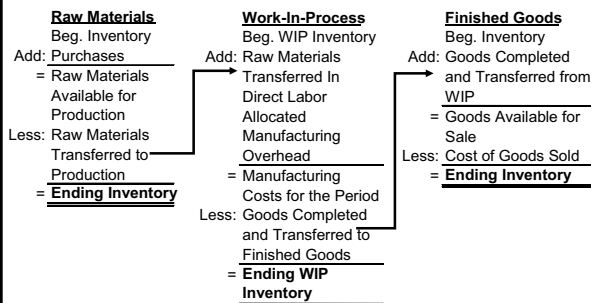 Raw Materials
Beg. Inventory
Add: Purchases
= Raw Materials
Available for
Production
Less: Raw Materials
Transferred to
Production
= Ending Inventory
Work-In-Process
Beg. WIP Inventory
Add: Raw Materials
Transferred In
Direct Labor
Allocated
Manufacturing
Overhead
= Manufacturing
Costs for the Period
Less: Goods Completed
and Transferred to
Finished Goods
= Ending WIP
Inventory
Finished Goods
Beg. Inventory
Add: Goods Completed
and Transferred from
WIP
= Goods Available for
Sale
Less: Cost of Goods Sold
= Ending Inventory